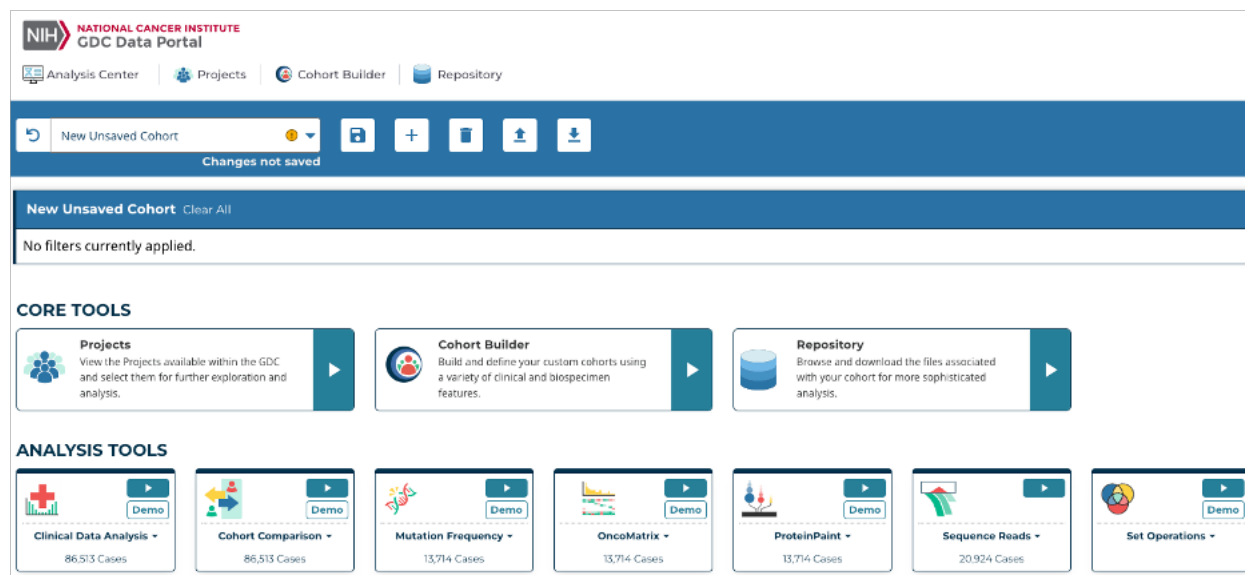 NIH
NATIONAL CANCER INSTITUTE
GDC Data Portal
Analysis Center
Projects
Cohort Builder
Repository
New Unsaved Cohort
Changes not saved
New Unsaved Cohort Clear All
No filters currently applied.
CORE TOOLS
Projects
View the Projects available within the GDC
and select them for further exploration and
analysis.
Cohort Builder
Build and define your custom cohorts using
a variety of clinical and biospecimen
features.
Repository
Browse and download the files associated
with your cohort for more sophisticated
analysis.
ANALYSIS TOOLS
Demo
Clinical Data Analysis
86,513 Cases
Demo
Cohort Comparison
86,513 Cases
Demo
Mutation Frequency
13,714 Cases
Demo
OncoMatrix
13,714 Cases
Demo
ProteinPaint
13,714 Cases
Sequence Reads
20,924 Cases
Demo
Set Operations